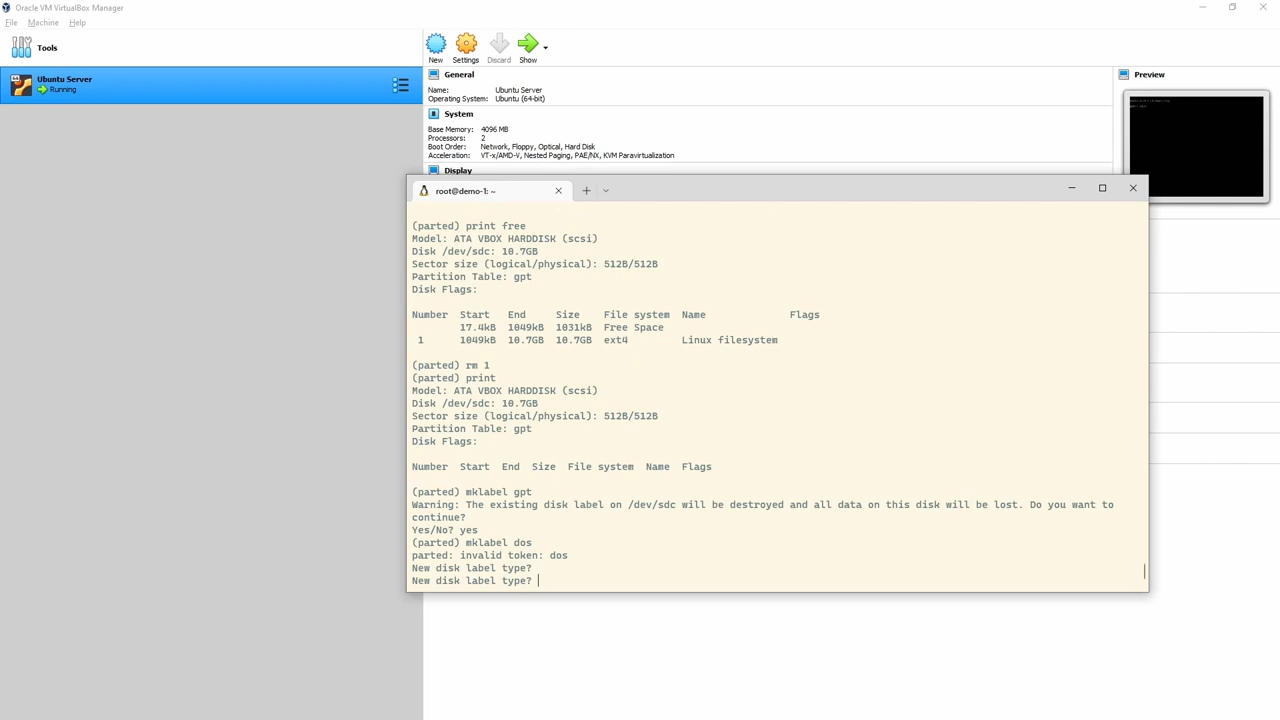 Oracle VM VirtualBox Manager
File Machine Help
Tools
Ubuntu Server
Running
New Settings Discard Show
General
Name: Ubuntu Server
Operating System: Ubuntu (64-bit)
System
Base Memory: 4096 MB
Processors: 2
Boot Order: Network, Floppy, Optical, Hard Disk
Acceleration: VT-x/AMD-V, Nested Paging, PAE/NX, KVM Paravirtualization
Display
Preview
root@demo-1: ~
(parted) print free
Model: ATA VBOX HARDDISK (scsi)
Disk /dev/sdc: 10.7GB
Sector size (logical/physical): 512B/512B
Partition Table: gpt
Disk Flags:
Number Start End Size File system Name Flags
17.4kB 1049kB 1031kB Free Space
1 1049kB 10.7GB 10.7GB ext4 Linux filesystem
(parted) rm 1
(parted) print
Model: ATA VBOX HARDDISK (scsi)
Disk /dev/sdc: 10.7GB
Sector size (logical/physical): 512B/512B
Partition Table: gpt
Disk Flags:
Number Start End Size File system Name Flags
(parted) mklabel gpt
Warning: The existing disk label on /dev/sdc will be destroyed and all data on this disk will be lost. Do you want to
continue?
Yes/No? yes
(parted) mklabel dos
parted: invalid token: dos
New disk label type?
New disk label type?